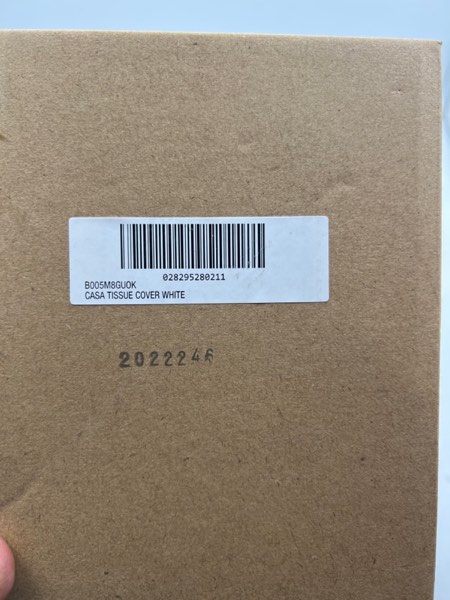 028295280211
B005M8GUOK
CASA TISSUE COVER WHITE
2022246